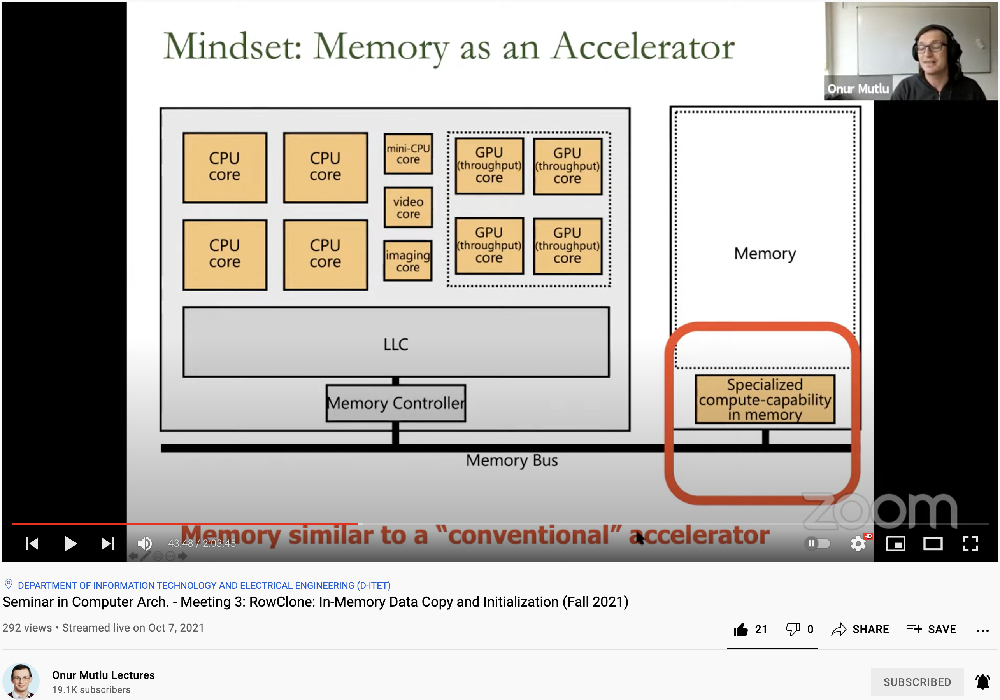 Mindset: Memory as an Accelerator
Onur Mutlu
CPU
core
CPU
core
mini-CPU
core
GPU
(throughput)
core
GPU
(throughput)
core
video
core
CPU
core
CPU
core
imaging
core
GPU
(throughput)
core
GPU
(throughput)
core
Memory
LLC
Memory Controller
Specialized
compute-capability
in memory
Memory Bus
zoom
Memory similar to a “conventional” accelerator
43:48 / 2:03:45
HD
DEPARTMENT OF INFORMATION TECHNOLOGY AND ELECTRICAL ENGINEERING (D-ITET)
Seminar in Computer Arch. - Meeting 3: RowClone: In-Memory Data Copy and Initialization (Fall 2021)
292 views • Streamed live on Oct 7, 2021
21
0
SHARE
SAVE
Onur Mutlu Lectures
19.1K subscribers
SUBSCRIBED